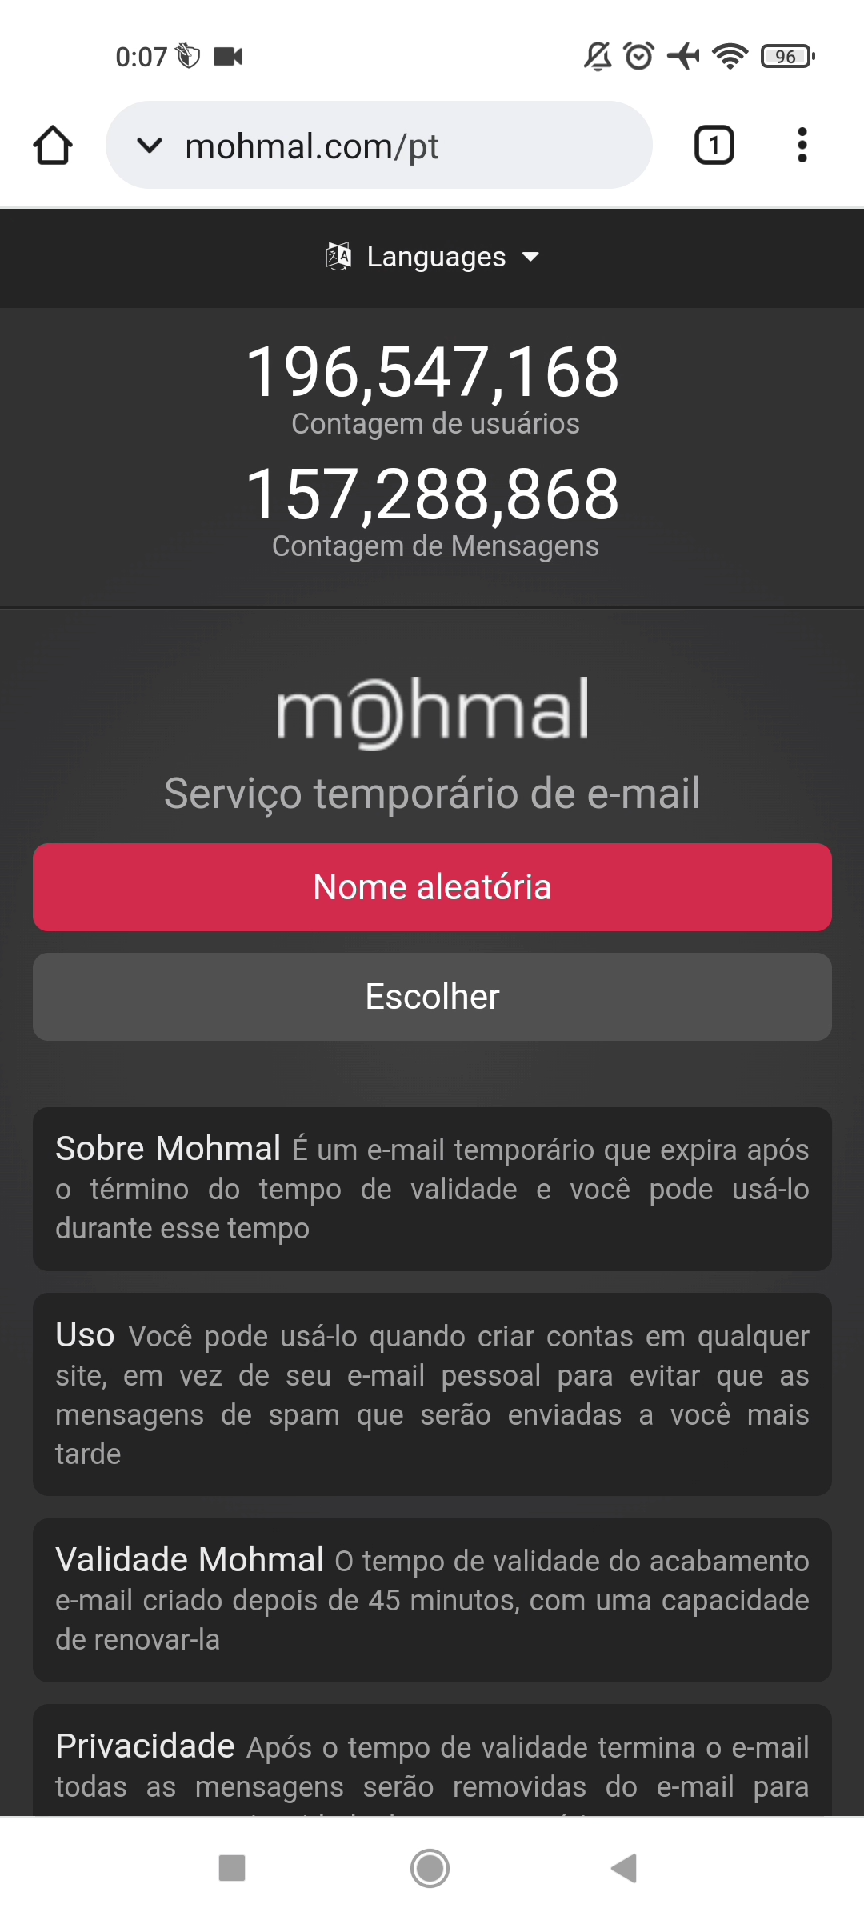 0:07
96
mohmal.com/pt
1
Languages
196,547,168
Contagem de usuários
157,288,868
Contagem de Mensagens
m@hmal
Serviço temporário de e-mail
Nome aleatória
Escolher
Sobre Mohmal É um e-mail temporário que expira após
o término do tempo de validade e você pode usá-lo
durante esse tempo
Uso Você pode usá-lo quando criar contas em qualquer
site, em vez de seu e-mail pessoal para evitar que as
mensagens de spam que serão enviadas a você mais
tarde
Validade Mohmal O tempo de validade do acabamento
e-mail criado depois de 45 minutos, com uma capacidade
de renovar-la
Privacidade Após o tempo de validade termina o e-mail
todas as mensagens serão removidas do e-mail para